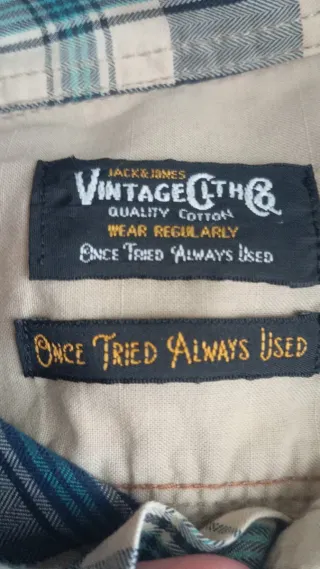 JACK & JONES
VINTAGE CLTH Co
QUALITY COTTON
WEAR REGULARLY
ONCE TRIED ALWAYS USED
ONCE TRIED ALWAYS USED